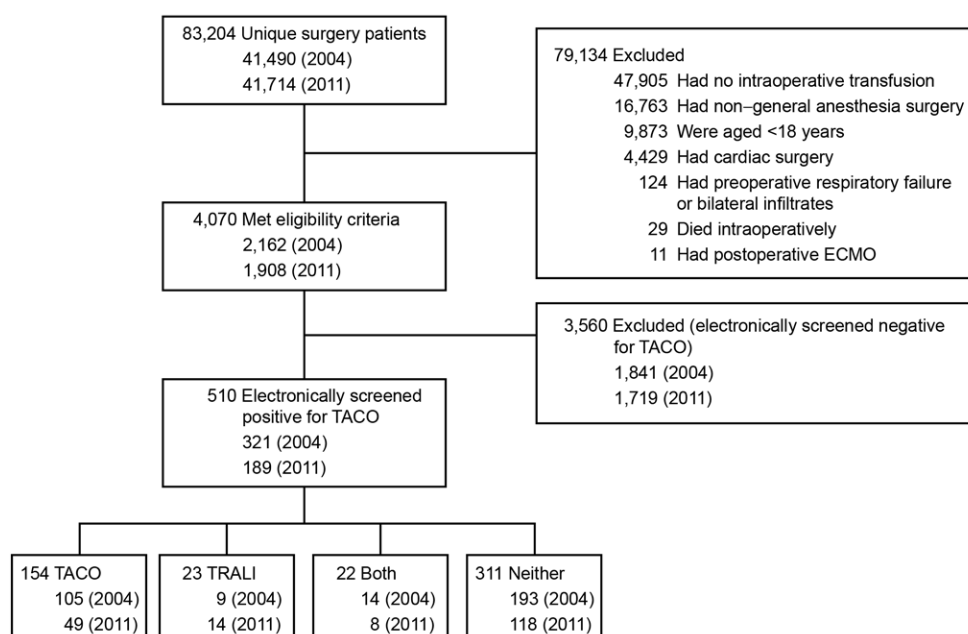 83,204 Unique surgery patients
41,490 (2004)
41,714 (2011)
79,134 Excluded
47,905 Had no intraoperative transfusion
16,763 Had non–general anesthesia surgery
9,873 Were aged <18 years
4,429 Had cardiac surgery
124 Had preoperative respiratory failure
or bilateral infiltrates
29 Died intraoperatively
11 Had postoperative ECMO
4,070 Met eligibility criteria
2,162 (2004)
1,908 (2011)
3,560 Excluded (electronically screened negative
for TACO)
1,841 (2004)
1,719 (2011)
510 Electronically screened
positive for TACO
321 (2004)
189 (2011)
154 TACO
105 (2004)
49 (2011)
23 TRALI
9 (2004)
14 (2011)
22 Both
14 (2004)
8 (2011)
311 Neither
193 (2004)
118 (2011)